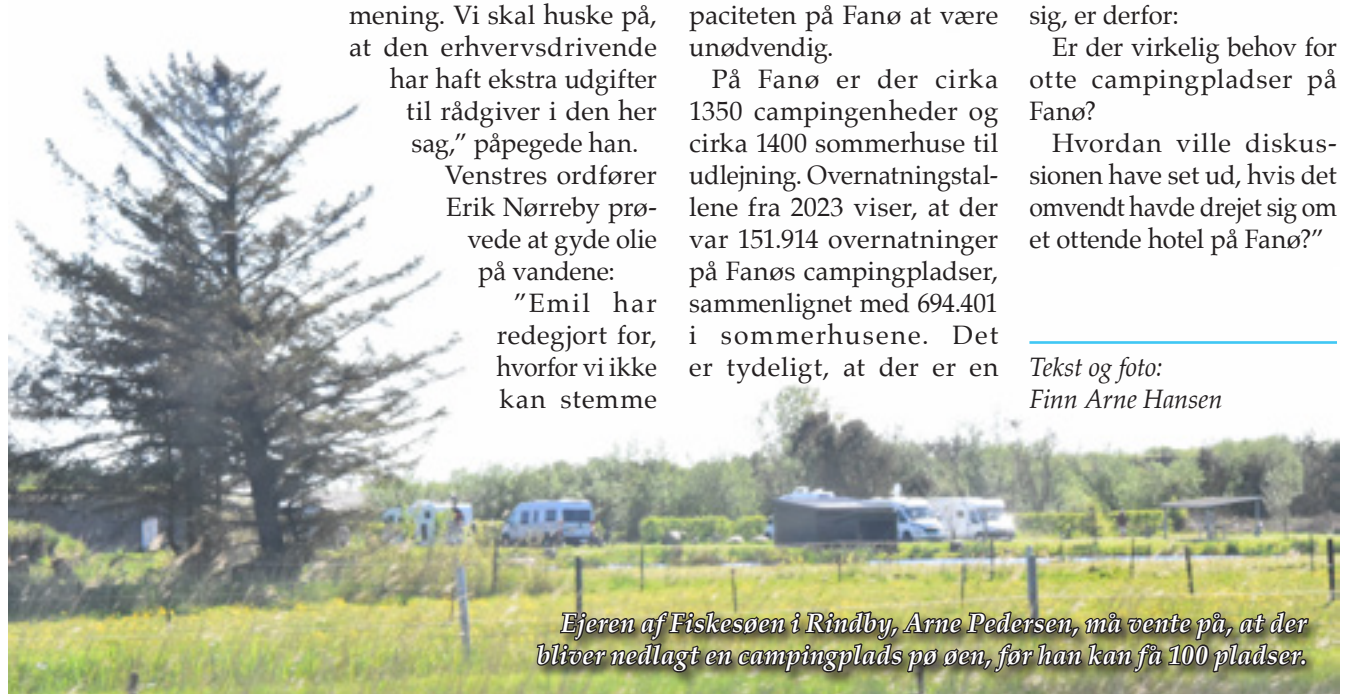 mening. Vi skal huske på,
at den erhvervsdrivende
har haft ekstra udgifter
til rådgiver i den her
sag,” påpegede han.
Venstres ordfører
Erik Nørreby prø-
vede at gyde olie
på vandene:
”Emil har
redegjort for,
hvorfor vi ikke
kan stemme
paciteten på Fanø at være
unødvendig.
På Fanø er der cirka
1350 campingenheder og
cirka 1400 sommerhuse til
udlejning. Overnatningstal-
lene fra 2023 viser, at der
var 151.914 overnatninger
på Fanøs campingpladser,
sammenlignet med 694.401
i sommerhusene. Det
er tydeligt, at der er en
sig, er derfor:
Er der virkelig behov for
otte campingpladser på
Fanø?
Hvordan ville diskus-
sionen have set ud, hvis det
omvendt havde drejet sig om
et ottende hotel på Fanø?”
Tekst og foto:
Finn Arne Hansen
Ejeren af Fiskesøen i Rindby, Arne Pedersen, må vente på, at der
bliver nedlagt en campingplads pø øen, før han kan få 100 pladser.